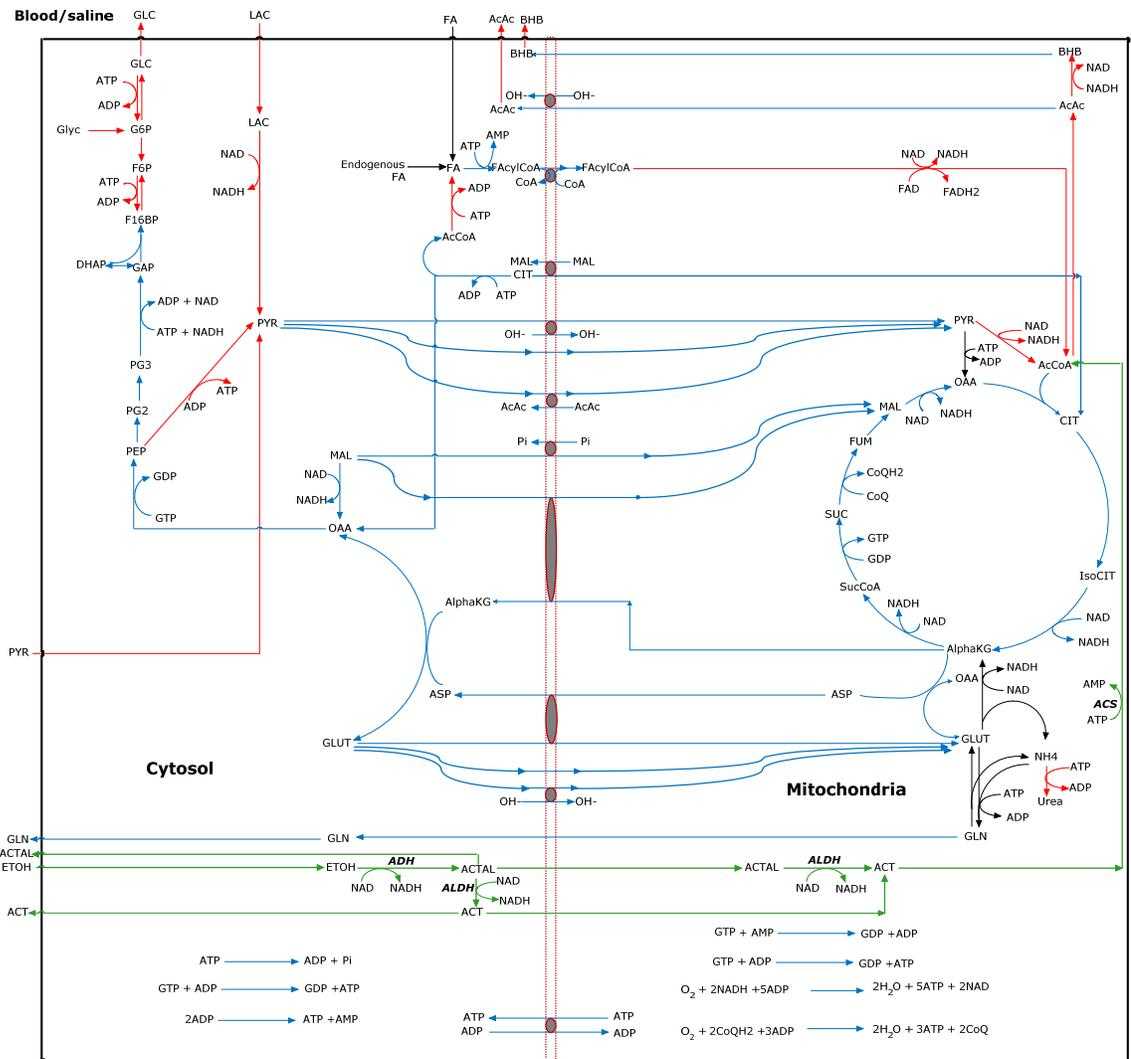 Blood/saline
GLC
LAC
FA
AcAc
BHB
BHB
BHB
GLC
ATP
ADP
NAD
NADH
OH-
OH-
AcAc
AcAc
Glyc
G6P
LAC
AMP
ATP
NAD
NADH
F6P
NAD
NADH
Endogenous
FA
FA
FAcylCoA
FAcylCoA
CoA
CoA
NAD
NADH
FAD
FADH2
ATP
ADP
ADP
ATP
F16BP
AcCoA
DHAP
GAP
MAL
MAL
CIT
ADP
ATP
ADP + NAD
ATP + NADH
PYR
OH-
OH-
PYR
NAD
NADH
ATP
ADP
AcCoA
PG3
ATP
ADP
OAA
PG2
AcAc
AcAc
MAL
NAD
NADH
CIT
PEP
Pi
Pi
FUM
MAL
NAD
NADH
GDP
GTP
CoQH2
CoQ
SUC
OAA
GTP
GDP
SucCoA
IsoCIT
AlphaKG
NADH
NAD
NAD
NADH
PYR
AlphaKG
OAA
NADH
NAD
AMP
ACS
ATP
ASP
ASP
GLUT
GLUT
Cytosol
Mitochondria
NH4
ATP
ADP
Urea
ATP
ADP
OH-
OH-
GLN
GLN
GLN
ACTAL
ETOH
ETOH
ADH
NAD
NADH
ACTAL
ALDH
NAD
NADH
ACTAL
ALDH
NAD
NADH
ACT
ACT
ACT
GTP + AMP
GDP +ADP
ATP
ADP + Pi
GTP + ADP
GDP +ATP
GTP + ADP
GDP +ATP
O2 + 2NADH +5ADP
2H2O + 5ATP + 2NAD
2ADP
ATP +AMP
ATP
ATP
ADP
ADP
O2 + 2CoQH2 +3ADP
2H2O + 3ATP + 2CoQ